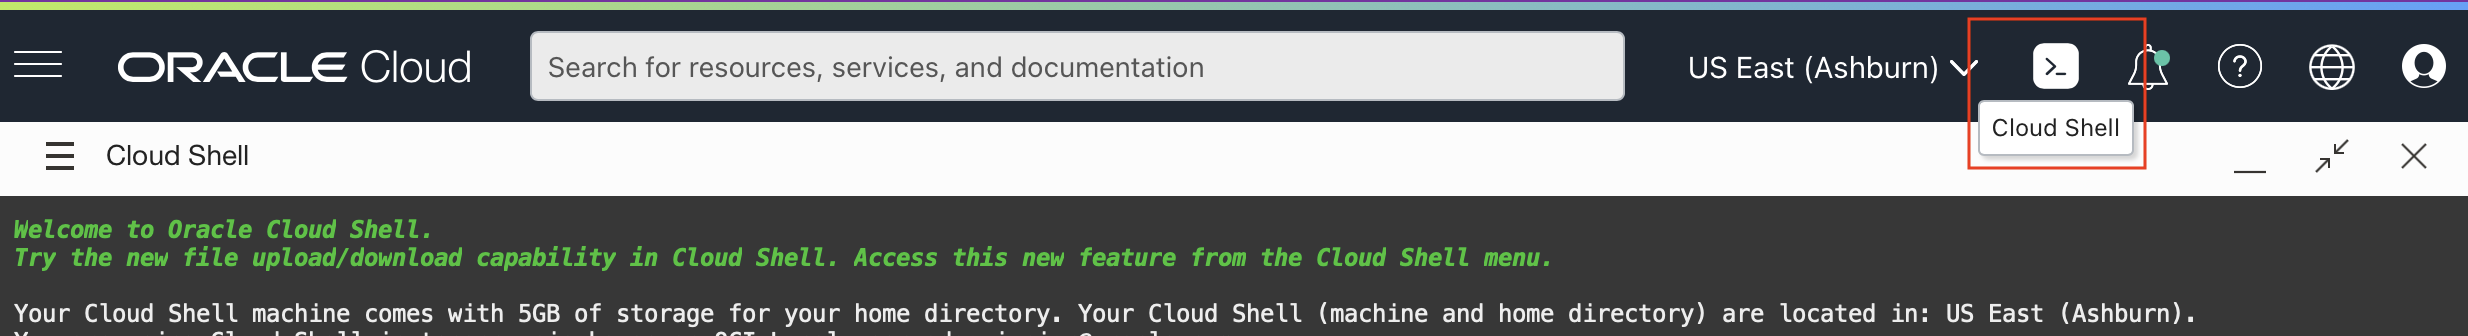 ORACLE Cloud
Search for resources, services, and documentation
US East (Ashburn)
Cloud Shell
Cloud Shell
Welcome to Oracle Cloud Shell.
Try the new file upload/download capability in Cloud Shell. Access this new feature from the Cloud Shell menu.
Your Cloud Shell machine comes with 5GB of storage for your home directory. Your Cloud Shell (machine and home directory) are located in: US East (Ashburn).